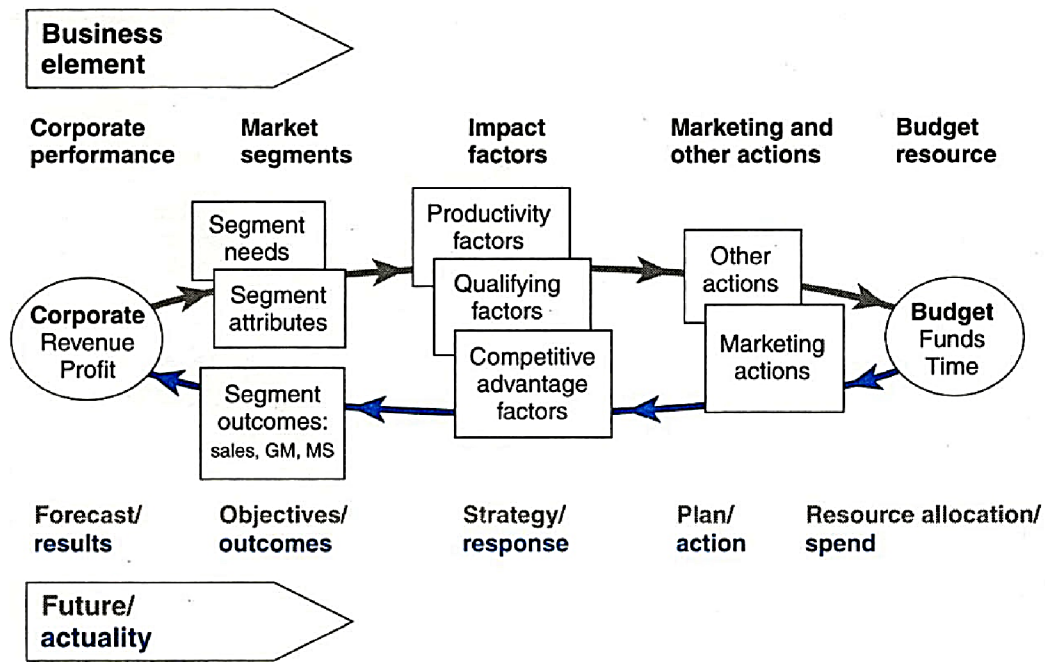 Business
element
Corporate
performance
Market
segments
Impact
factors
Marketing and
other actions
Budget
resource
Segment
needs
Segment
attributes
Productivity
factors
Qualifying
factors
Competitive
advantage
factors
Other
actions
Marketing
actions
Corporate
Revenue
Profit
Budget
Funds
Time
Segment
outcomes:
sales, GM, MS
Forecast/
results
Objectives/
outcomes
Strategy/
response
Plan/
action
Resource allocation/
spend
Future/
actuality